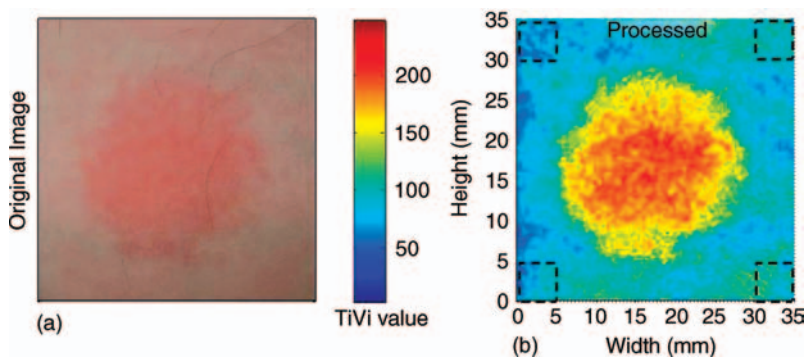 Original Image
(a)
200
150
100
50
TiVi value
Processed
Height (mm)
35
30
25
20
15
10
5
0
0 5 10 15 20 25 30 35
(b) Width (mm)